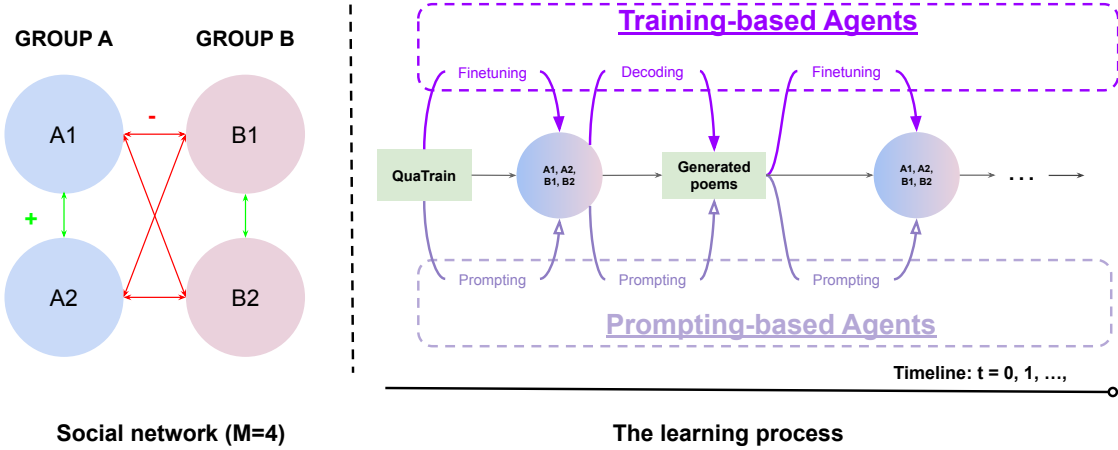 GROUP A
GROUP B
A1
-
B1
+
A2
B2
Social network (M=4)
Training-based Agents
Finetuning
Decoding
Finetuning
QuaTrain
A1, A2,
B1, B2
Generated
poems
A1, A2,
B1, B2
...
Prompting
Prompting
Prompting
Prompting-based Agents
Timeline: t = 0, 1, ...,
The learning process